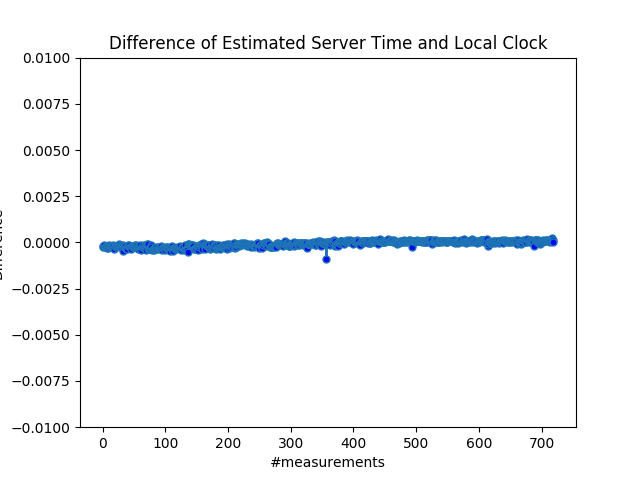 Difference of Estimated Server Time and Local Clock
0.0100
0.0075
0.0050
0.0025
0.0000
−0.0025
−0.0050
−0.0075
−0.0100
Difference
0 100 200 300 400 500 600 700
#measurements